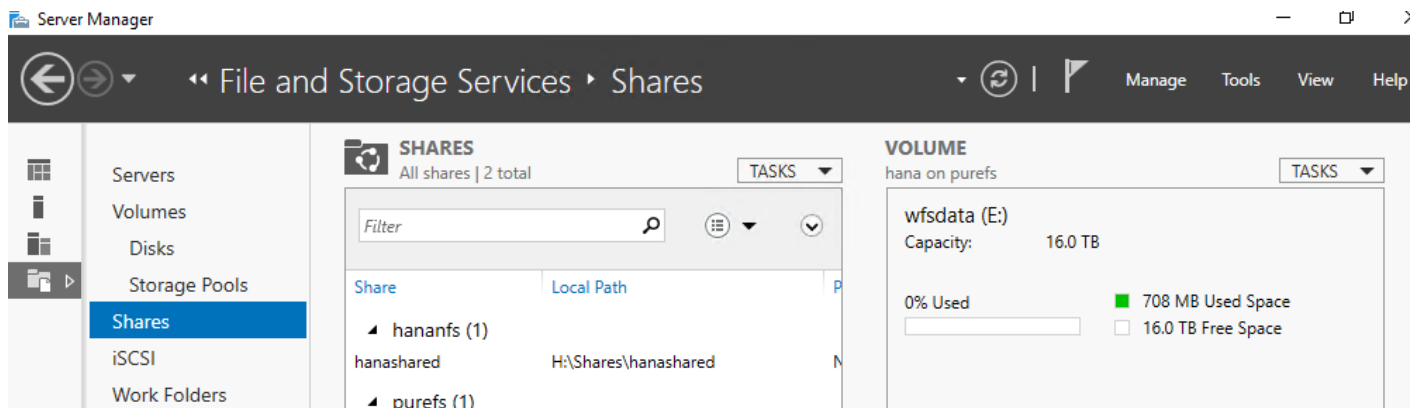 Server Manager
File and Storage Services ‣ Shares
Manage Tools View Help
Servers
Volumes
Disks
Storage Pools
Shares
iSCSI
Work Folders
SHARES
All shares | 2 total
TASKS
Filter
Share Local Path P
hananfs (1)
hanashared H:\Shares\hanashared N
purefs (1)
VOLUME
hana on purefs
TASKS
wfsdata (E:)
Capacity: 16.0 TB
0% Used
708 MB Used Space
16.0 TB Free Space